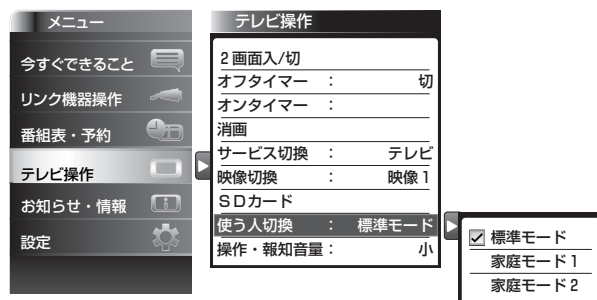 メニュー
今すぐできること
リンク機器操作
番組表・予約
テレビ操作
お知らせ・情報
設定
テレビ操作
2画面入/切
オフタイマー : 切
オンタイマー :
消画
サービス切換 : テレビ
映像切換 : 映像1
SDカード
使う人切換 : 標準モード
操作・報知音量 : 小
標準モード
家庭モード1
家庭モード2